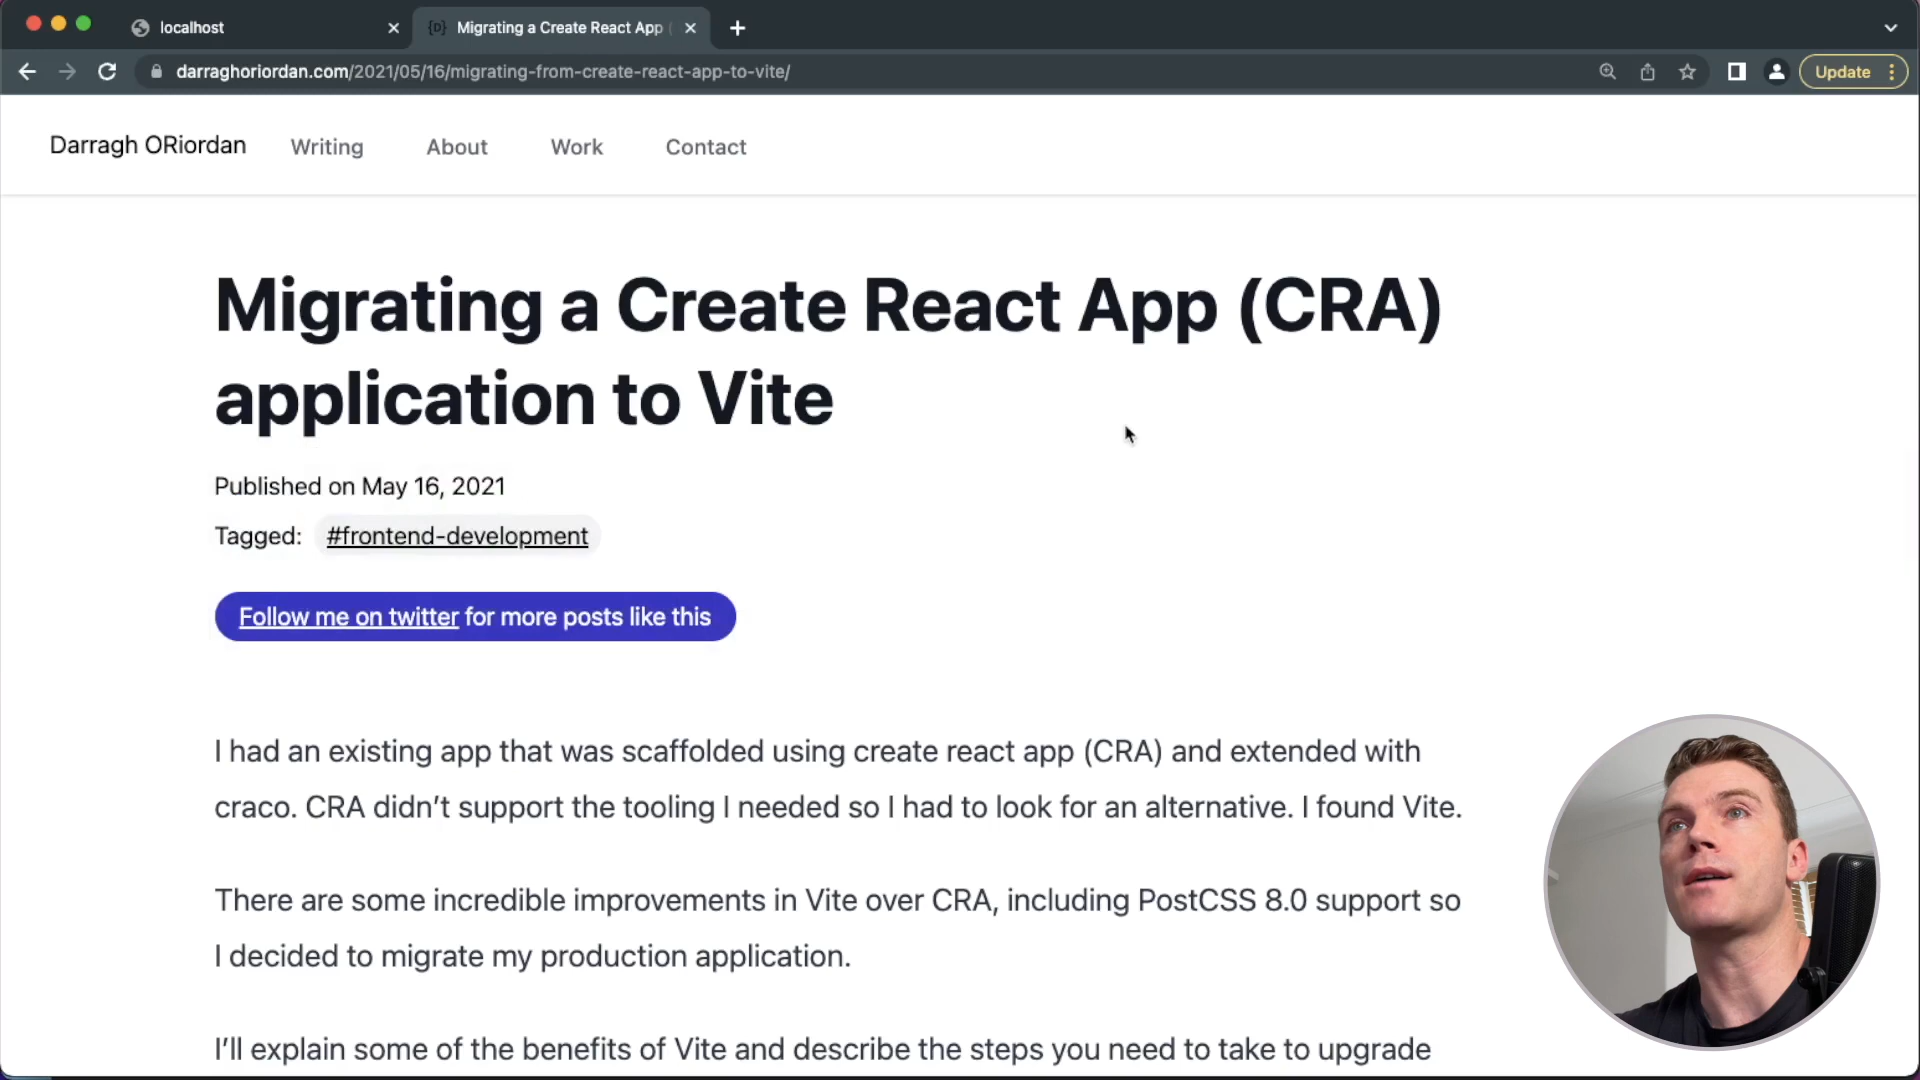 localhost
Migrating a Create React App (
darraghoriordan.com/2021/05/16/migrating-from-create-react-app-to-vite/
Update
Darragh ORiordan
Writing
About
Work
Contact
Migrating a Create React App (CRA)
application to Vite
Published on May 16, 2021
Tagged: #frontend-development
Follow me on twitter for more posts like this
I had an existing app that was scaffolded using create react app (CRA) and extended with
craco. CRA didn’t support the tooling I needed so I had to look for an alternative. I found Vite.
There are some incredible improvements in Vite over CRA, including PostCSS 8.0 support so
I decided to migrate my production application.
I’ll explain some of the benefits of Vite and describe the steps you need to take to upgrade